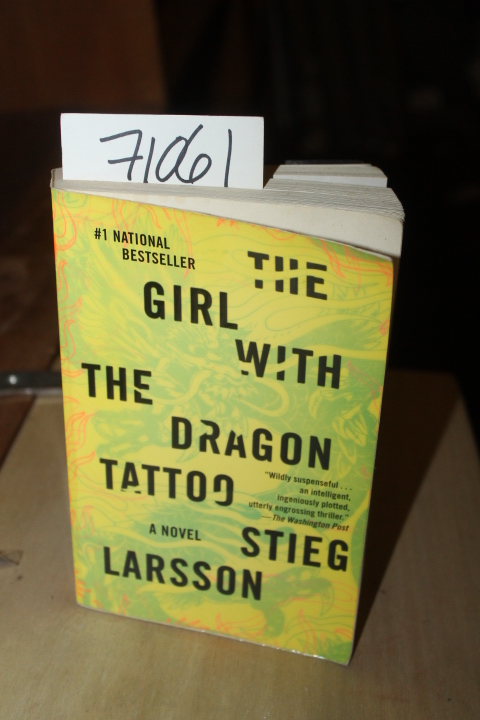 71061
#1 NATIONAL
BESTSELLER
THE
GIRL
WITH
THE
DRAGON
TATTOO
"Wildly suspenseful . . .
an intelligent,
ingeniously plotted,
utterly engrossing thriller."
—The Washington Post
A NOVEL
STIEG
LARSSON